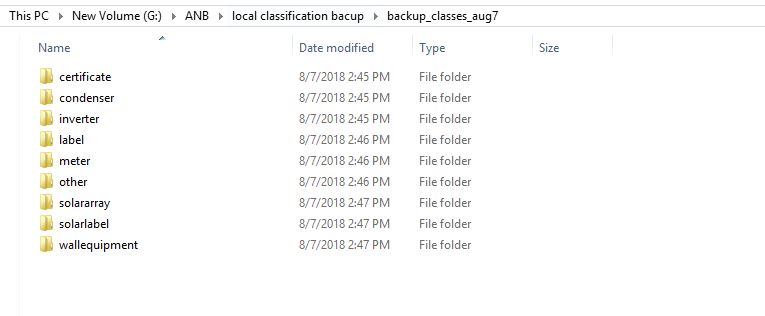 This PC New Volume (G:) ANB local classification bacup backup_classes_aug7
Name Date modified Type Size
certificate 8/7/2018 2:45 PM File folder
condenser 8/7/2018 2:45 PM File folder
inverter 8/7/2018 2:45 PM File folder
label 8/7/2018 2:46 PM File folder
meter 8/7/2018 2:46 PM File folder
other 8/7/2018 2:46 PM File folder
solararray 8/7/2018 2:47 PM File folder
solarlabel 8/7/2018 2:47 PM File folder
wallequipment 8/7/2018 2:47 PM File folder